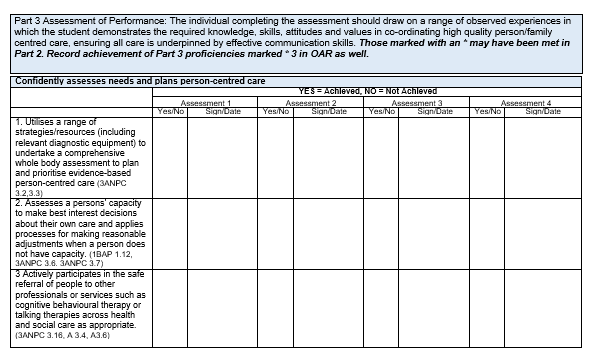 Part 3 Assessment of Performance: The individual completing the assessment should draw on a range of observed experiences in
which the student demonstrates the required knowledge, skills, attitudes and values in co-ordinating high quality person/family
centred care, ensuring all care is underpinned by effective communication skills. Those marked with an * may have been met in
Part 2. Record achievement of Part 3 proficiencies marked * 3 in OAR as well.
Confidently assesses needs and plans person-centred care
YES = Achieved, NO = Not Achieved
Assessment 1 Assessment 2 Assessment 3 Assessment 4
Yes/No Sign/Date Yes/No Sign/Date Yes/No Sign/Date Yes/No Sign/Date
1. Utilises a range of
strategies/resources (including
relevant diagnostic equipment) to
undertake a comprehensive
whole body assessment to plan
and prioritise evidence-based
person-centred care (3ANPC
3.2,3.3)
2. Assesses a persons' capacity
to make best interest decisions
about their own care and applies
processes for making reasonable
adjustments when a person does
not have capacity. (1BAP 1.12,
3ANPC 3.6. 3ANPC 3.7)
3 Actively participates in the safe
referral of people to other
professionals or services such as
cognitive behavioural therapy or
talking therapies across health
and social care as appropriate.
(3ANPC 3.16, A 3.4, A3.6)